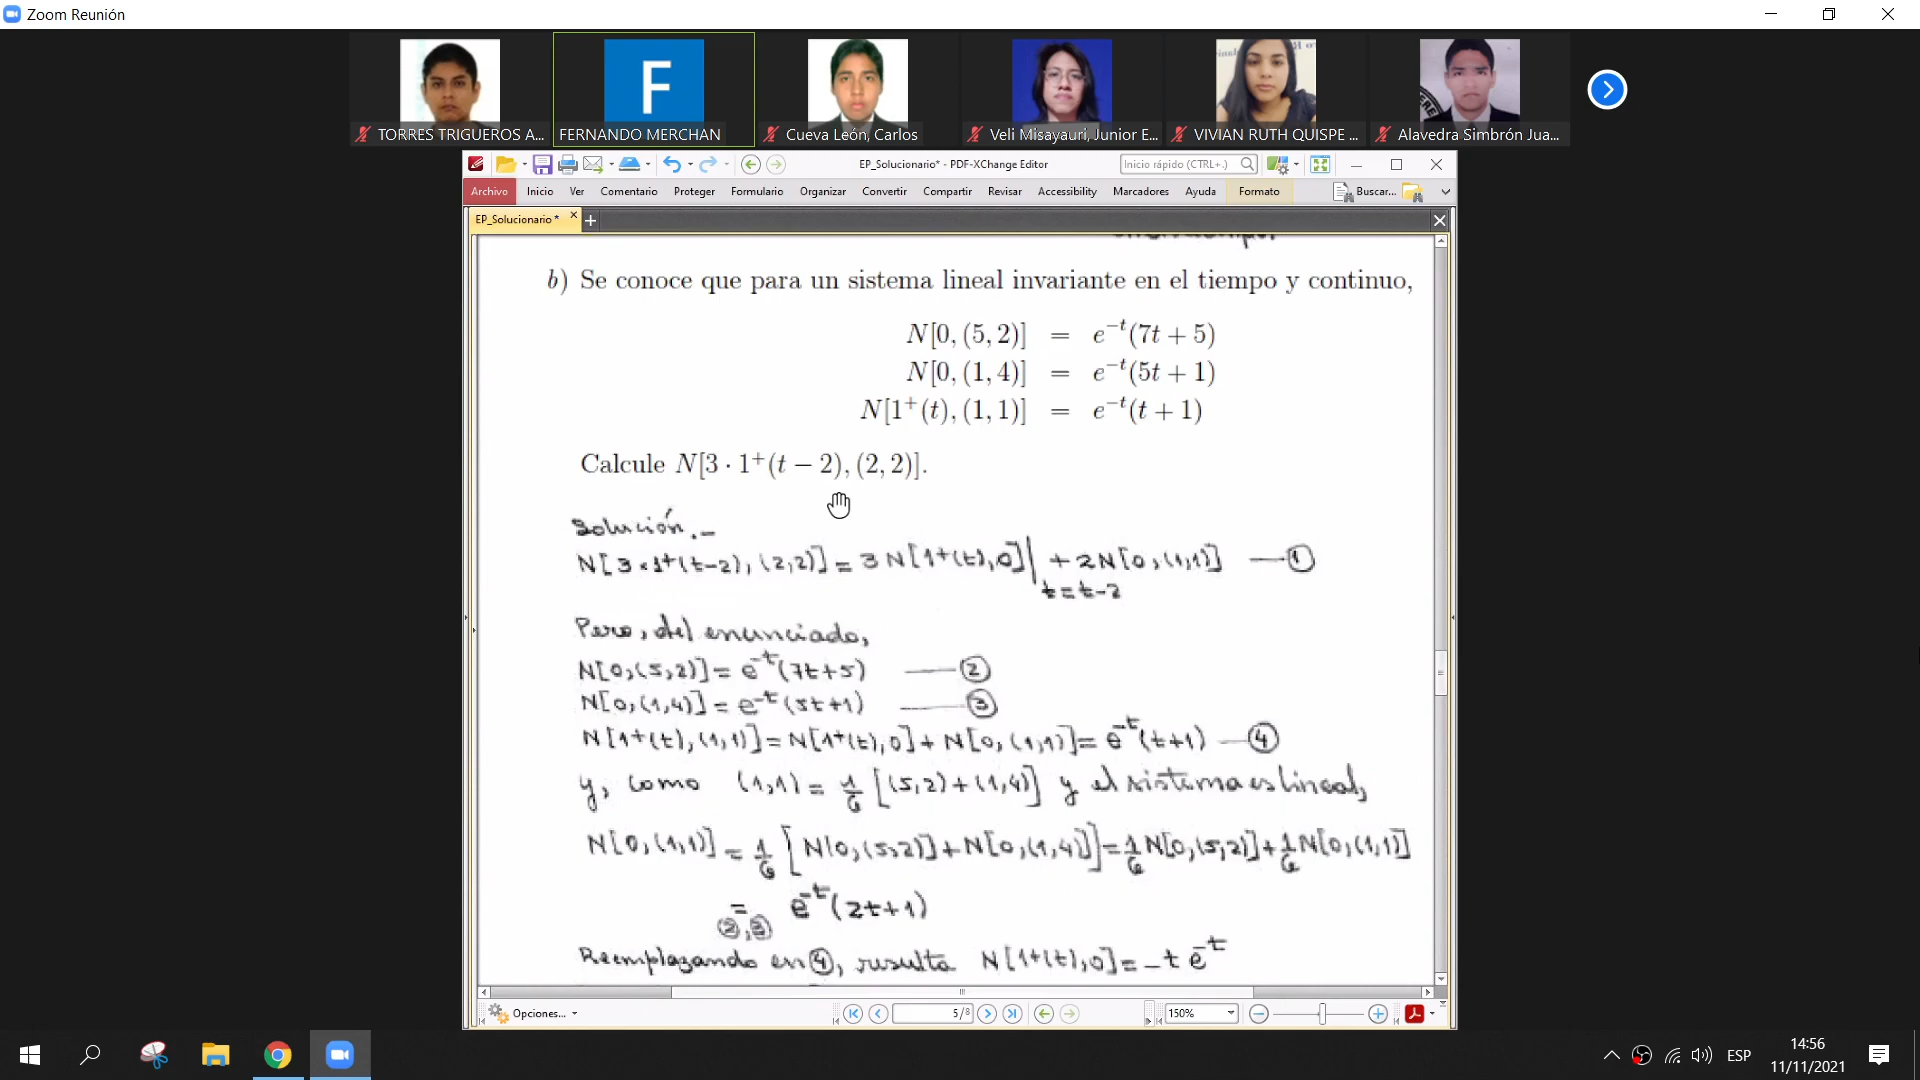 Zoom Reunión
F
TORRES TRIGUEROS A...
FERNANDO MERCHAN
Cueva León, Carlos
Veli Misayauri, Junior E...
VIVIAN RUTH QUISPE ...
Alavedra Simbrón Jua...
EP_Solucionario* - PDF-XChange Editor
Inicio rápido (CTRL+.)
Archivo Inicio Ver Comentario Proteger Formulario Organizar Convertir Compartir Revisar Accessibility Marcadores Ayuda Formato Buscar...
EP_Solucionario *
b) Se conoce que para un sistema lineal invariante en el tiempo y continuo,
N[0, (5, 2)] = e^{-t}(7t + 5)
N[0, (1, 4)] = e^{-t}(5t + 1)
N[1^+(t), (1, 1)] = e^{-t}(t + 1)
Calcule N[3 · 1^+(t − 2), (2, 2)].
Solución.-
N[3×1^+(t-2), (2,2)] = 3 N[1^+(t), 0]| + 2N[0, (1,1)] — ①
t=t-2
Pero, del enunciado,
N[0, (5,2)] = e^{-t}(7t+5) — ②
N[0, (1,4)] = e^{-t}(5t+1) — ③
N[1^+(t), (1,1)] = N[1^+(t), 0] + N[0, (1,1)] = e^{-t}(t+1) — ④
y, como (1,1) = 1/6 [(5,2)+(1,4)] y el sistema es lineal,
N[0, (1,1)] = 1/6 [N[0, (5,2)] + N[0, (1,4)]] = 1/6 N[0, (5,2)] + 1/6 N[0, (1,1)]
= e^{-t}(2t+1)
②,③
Reemplazando en ④, resulta N[1^+(t), 0] = -t e^{-t}
Opciones...
5/8
150%
ESP
14:56
11/11/2021